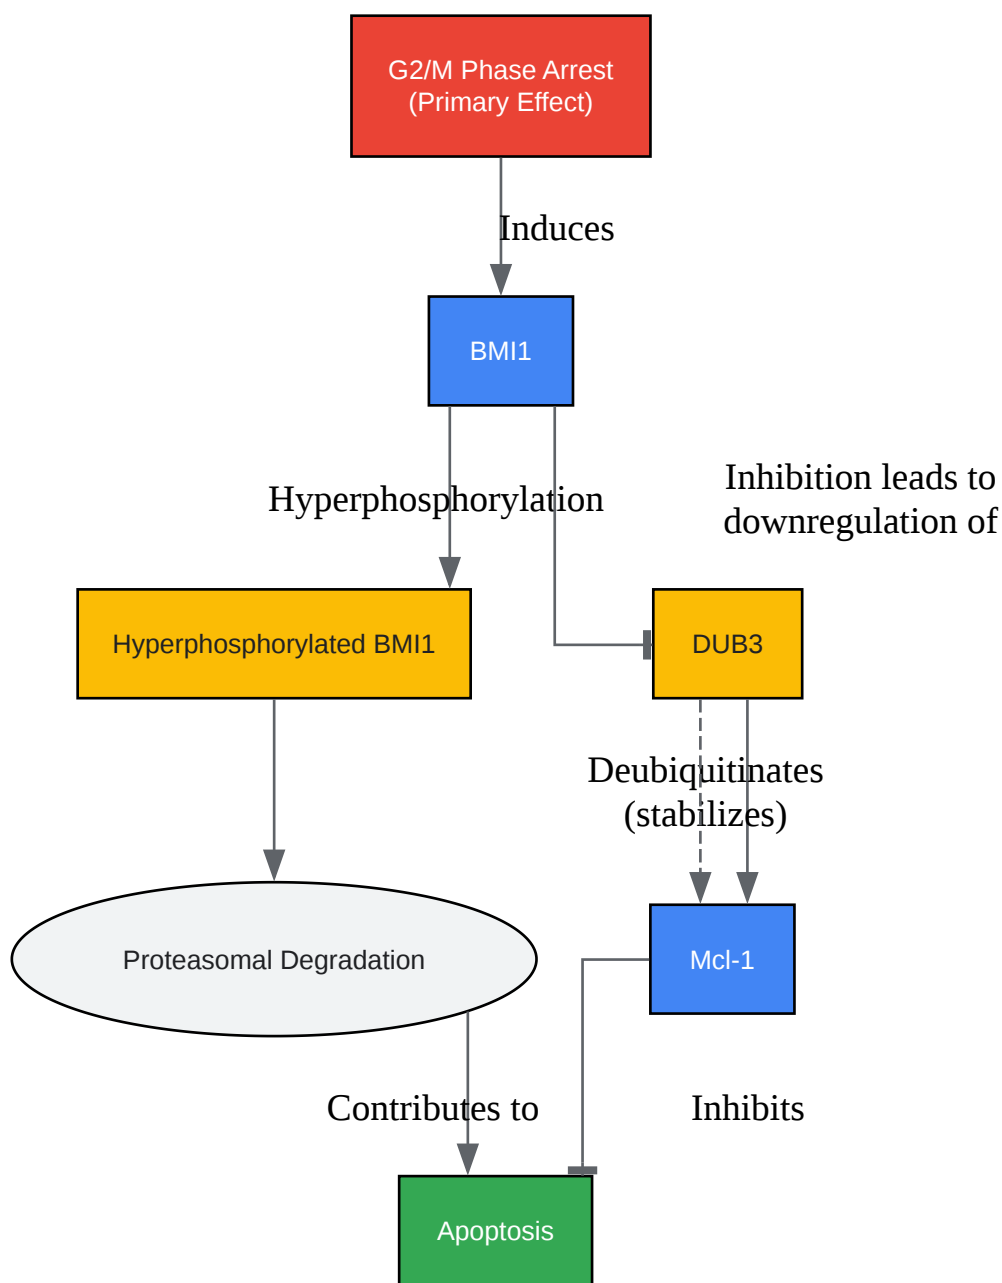 G2/M Phase Arrest
(Primary Effect)
Induces
BMI1
Hyperphosphorylation
Inhibition leads to
downregulation of
Hyperphosphorylated BMI1
DUB3
Deubiquitinates
(stabilizes)
Proteasomal Degradation
Mcl-1
Contributes to
Inhibits
Apoptosis